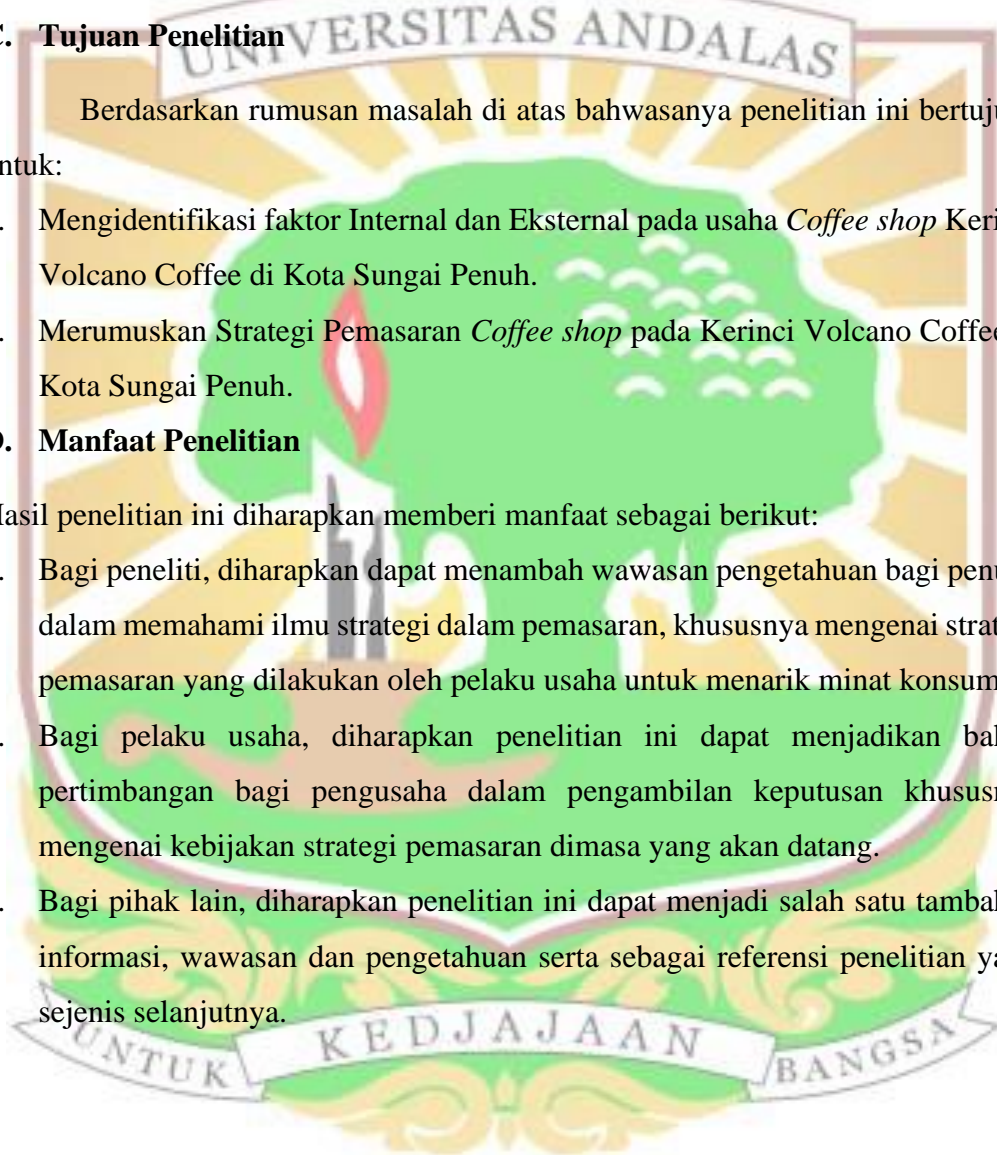 UNIVERSITAS ANDALAS
C. Tujuan Penelitian
Berdasarkan rumusan masalah di atas bahwasanya penelitian ini bertuju
ntuk:
. Mengidentifikasi faktor Internal dan Eksternal pada usaha Coffee shop Keri
Volcano Coffee di Kota Sungai Penuh.
. Merumuskan Strategi Pemasaran Coffee shop pada Kerinci Volcano Coffee
Kota Sungai Penuh.
D. Manfaat Penelitian
Hasil penelitian ini diharapkan memberi manfaat sebagai berikut:
. Bagi peneliti, diharapkan dapat menambah wawasan pengetahuan bagi penu
dalam memahami ilmu strategi dalam pemasaran, khususnya mengenai strat
pemasaran yang dilakukan oleh pelaku usaha untuk menarik minat konsum
. Bagi pelaku usaha, diharapkan penelitian ini dapat menjadikan bah
pertimbangan bagi pengusaha dalam pengambilan keputusan khususn
mengenai kebijakan strategi pemasaran dimasa yang akan datang.
. Bagi pihak lain, diharapkan penelitian ini dapat menjadi salah satu tambah
informasi, wawasan dan pengetahuan serta sebagai referensi penelitian ya
sejenis selanjutnya.
UNTUK KEDJAJAAN BANGSA